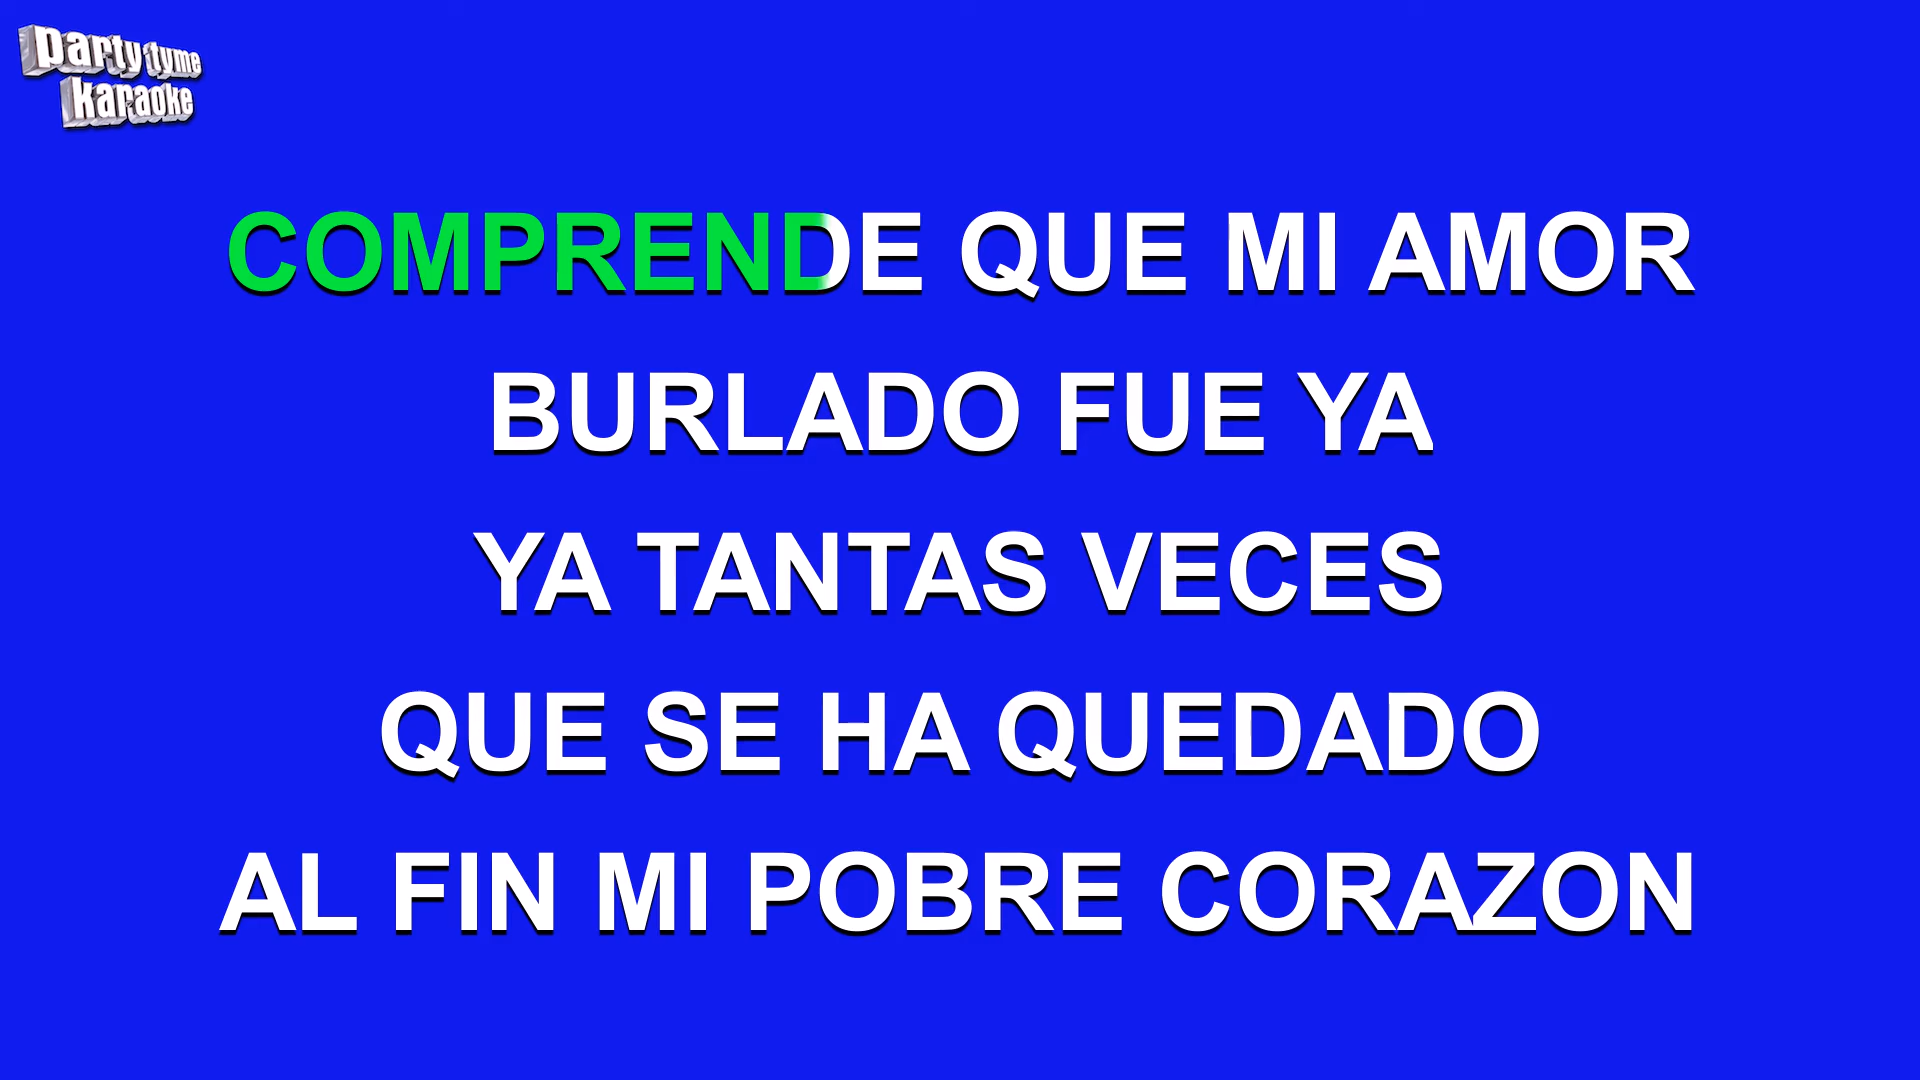 party tyme
karaoke
COMPRENDE QUE MI AMOR
BURLADO FUE YA
YA TANTAS VECES
QUE SE HA QUEDADO
AL FIN MI POBRE CORAZON